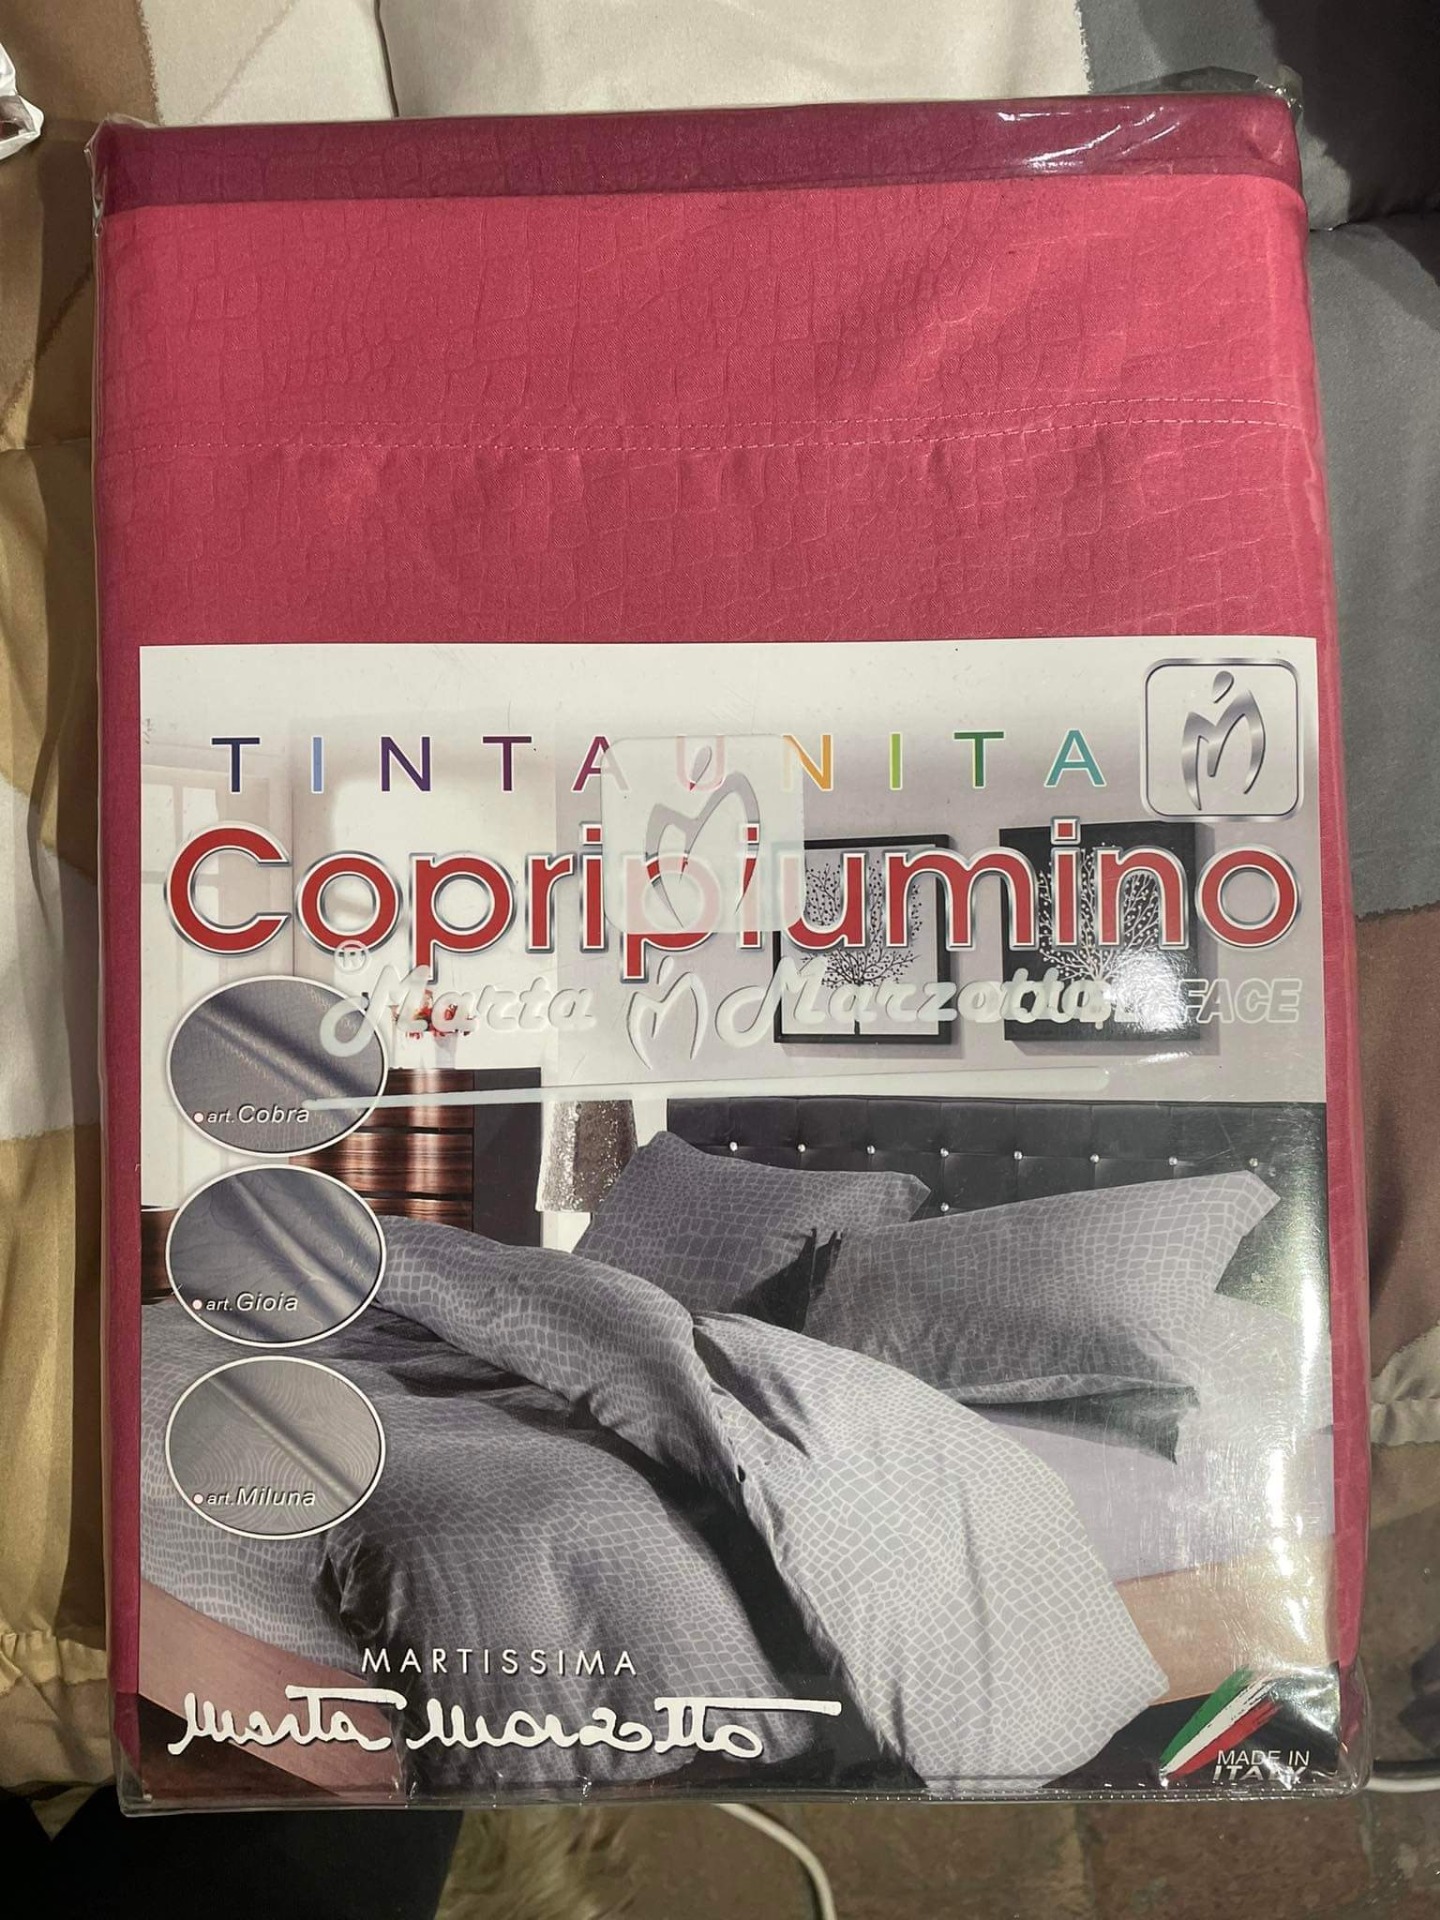 TINTAUNITA
Copripiumino
® Marta Marzotto
FACE
art. Cobra
art. Gioia
art. Miluna
MARTISSIMA
Marta Marzotto
MADE IN
ITALY